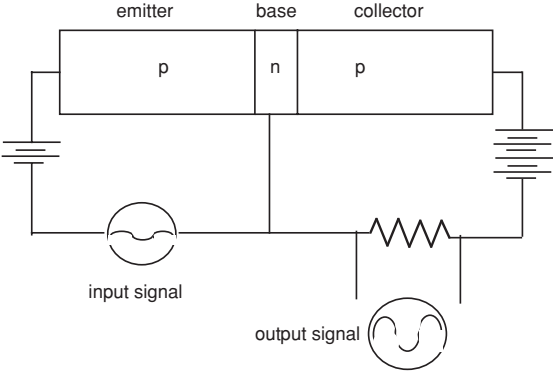 emitter base collector
p n p
input signal
output signal